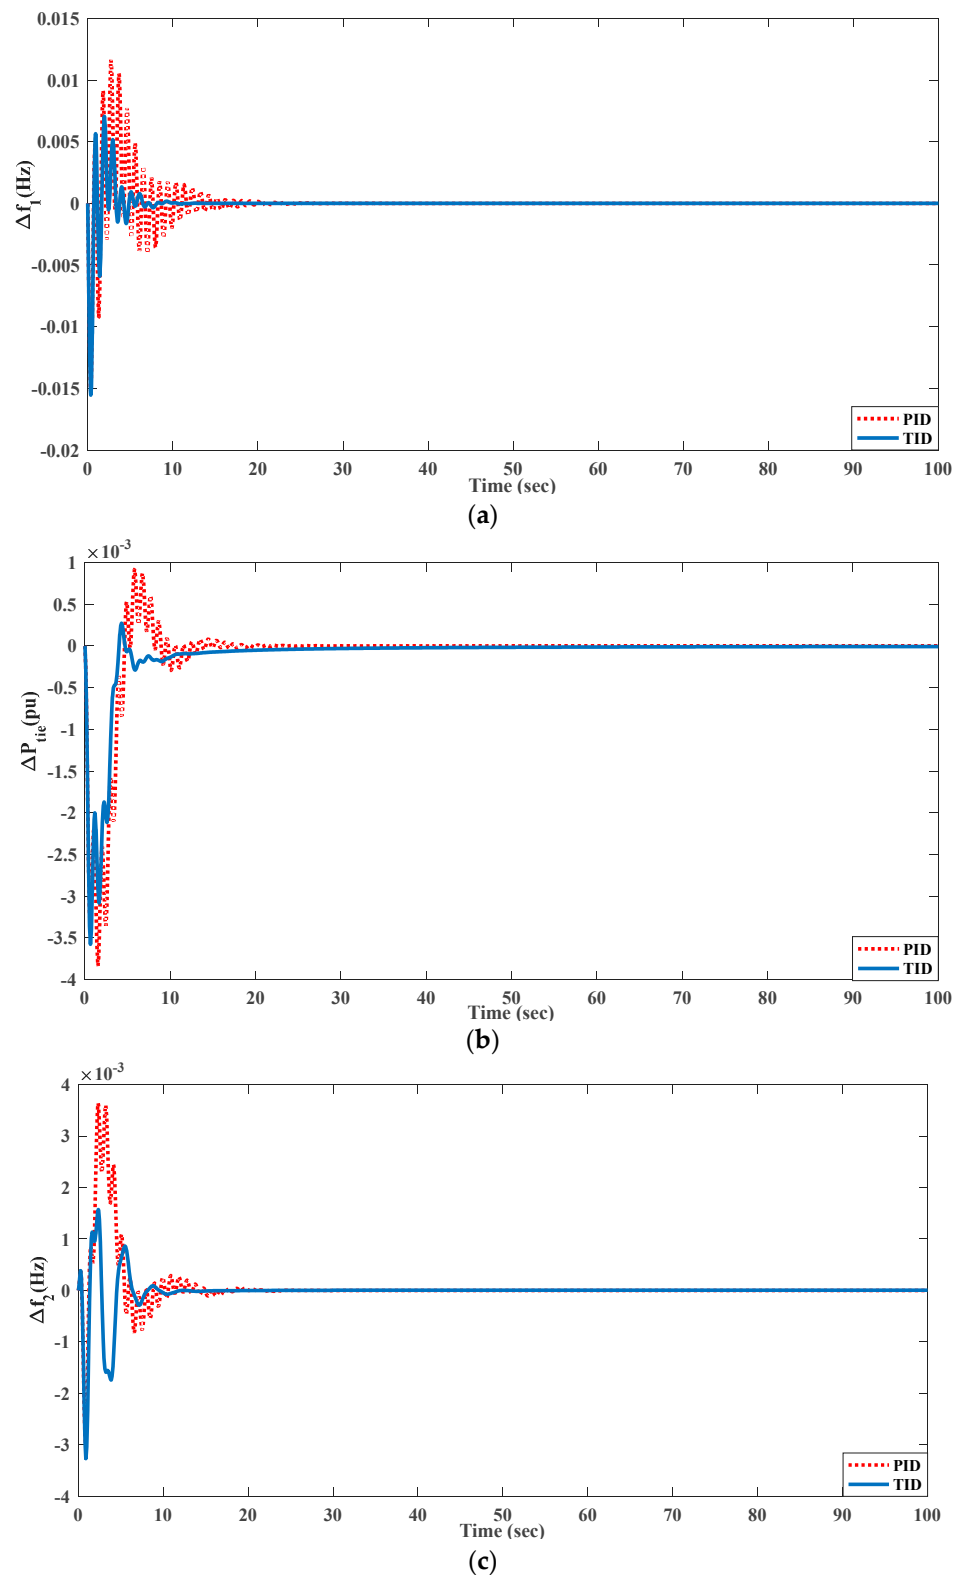 0.015
0.01
0.005
0
-0.005
-0.01
-0.015
-0.02
Δf1(Hz)
PID
TID
0 10 20 30 40 50 60 70 80 90 100
Time (sec)
(a)
×10-3
1
0.5
0
-0.5
-1
-1.5
-2
-2.5
-3
-3.5
-4
ΔPtie(pu)
PID
TID
0 10 20 30 40 50 60 70 80 90 100
Time (sec)
(b)
×10-3
4
3
2
1
0
-1
-2
-3
-4
Δf2(Hz)
PID
TID
0 10 20 30 40 50 60 70 80 90 100
Time (sec)
(c)